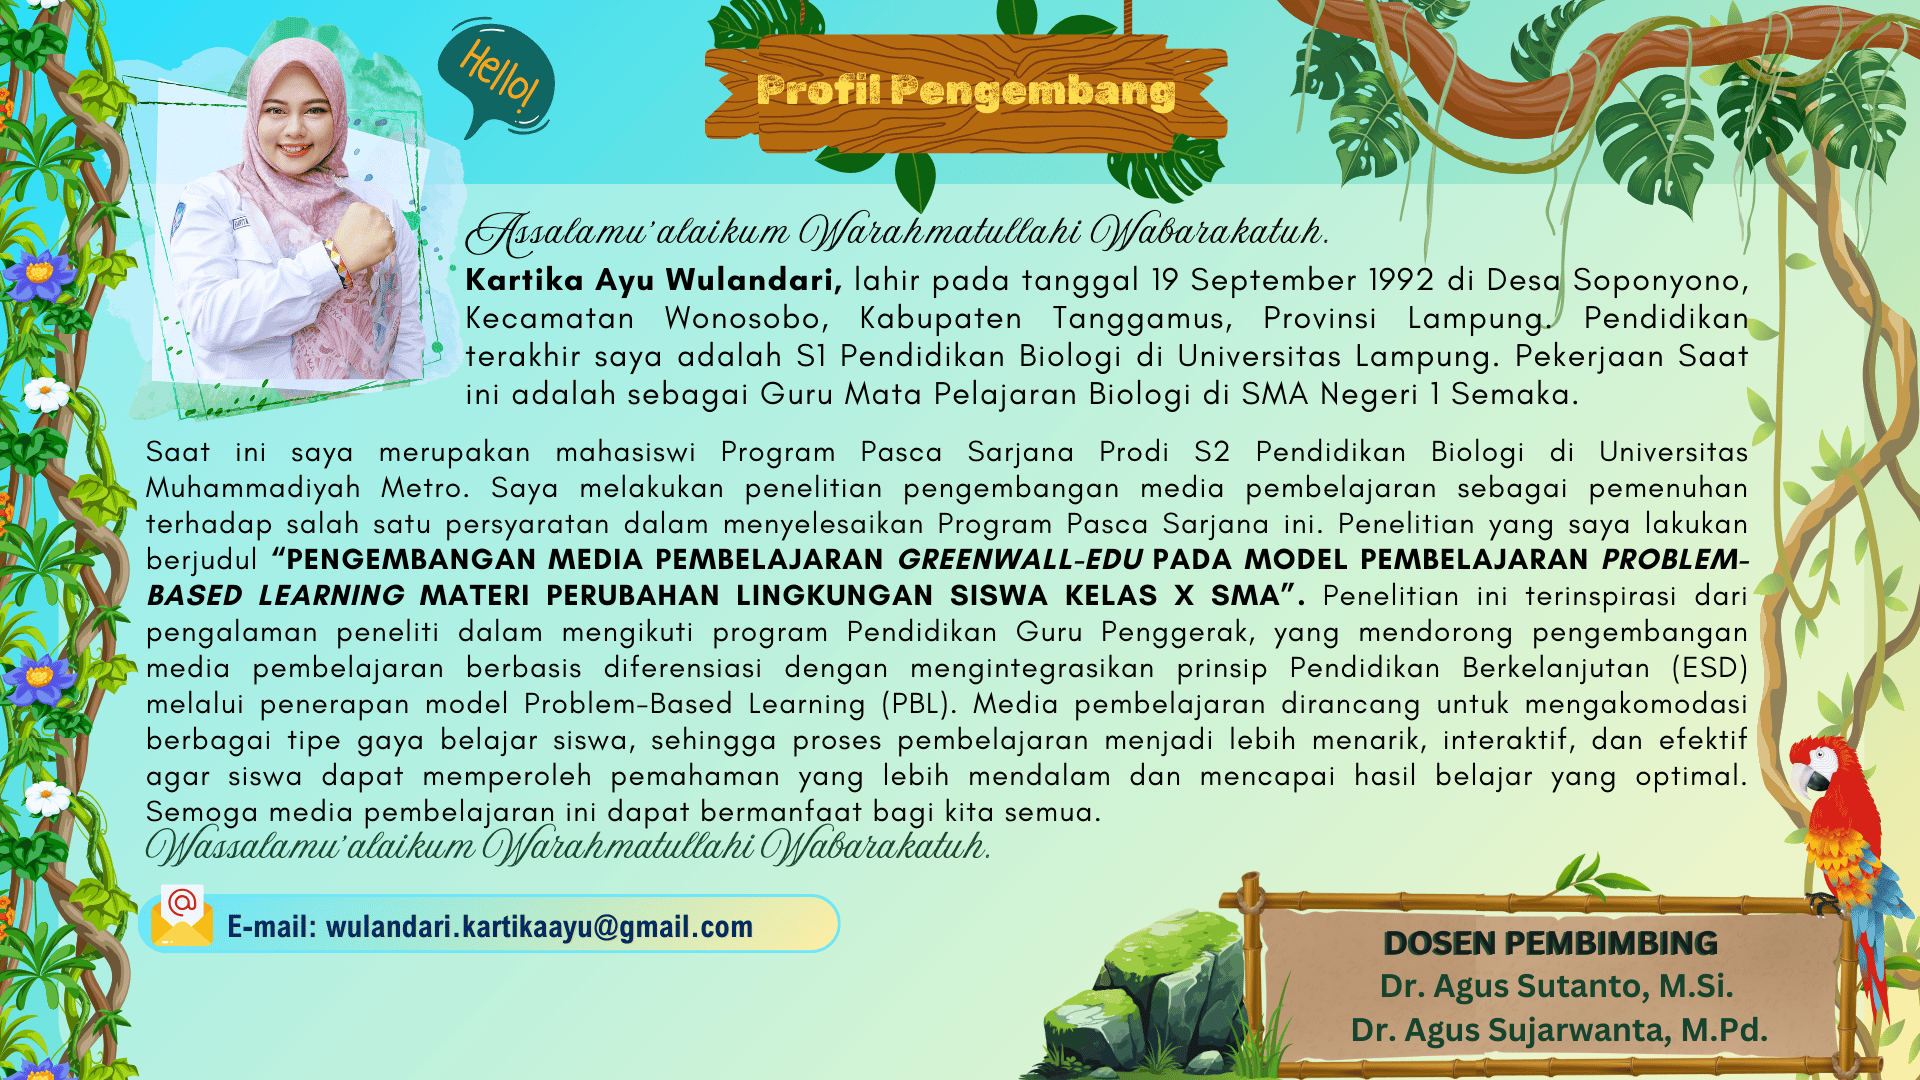 Hello!
Profil Pengembang
Assalamu'alaikum Warahmatullahi Wabarakatuh.
Kartika Ayu Wulandari, lahir pada tanggal 19 September 1992 di Desa Soponyono,
Kecamatan Wonosobo, Kabupaten Tanggamus, Provinsi Lampung. Pendidikan
terakhir saya adalah S1 Pendidikan Biologi di Universitas Lampung. Pekerjaan Saat
ini adalah sebagai Guru Mata Pelajaran Biologi di SMA Negeri 1 Semaka.
Saat ini saya merupakan mahasiswi Program Pasca Sarjana Prodi S2 Pendidikan Biologi di Universitas
Muhammadiyah Metro. Saya melakukan penelitian pengembangan media pembelajaran sebagai pemenuhan
terhadap salah satu persyaratan dalam menyelesaikan Program Pasca Sarjana ini. Penelitian yang saya lakukan
berjudul “PENGEMBANGAN MEDIA PEMBELAJARAN GREENWALL-EDU PADA MODEL PEMBELAJARAN PROBLEM-
BASED LEARNING MATERI PERUBAHAN LINGKUNGAN SISWA KELAS X SMA”. Penelitian ini terinspirasi dari
pengalaman peneliti dalam mengikuti program Pendidikan Guru Penggerak, yang mendorong pengembangan
media pembelajaran berbasis diferensiasi dengan mengintegrasikan prinsip Pendidikan Berkelanjutan (ESD)
melalui penerapan model Problem-Based Learning (PBL). Media pembelajaran dirancang untuk mengakomodasi
berbagai tipe gaya belajar siswa, sehingga proses pembelajaran menjadi lebih menarik, interaktif, dan efektif
agar siswa dapat memperoleh pemahaman yang lebih mendalam dan mencapai hasil belajar yang optimal.
Semoga media pembelajaran ini dapat bermanfaat bagi kita semua.
Wassalamu'alaikum Warahmatullahi Wabarakatuh.
E-mail: wulandari.kartikaayu@gmail.com
DOSEN PEMBIMBING
Dr. Agus Sutanto, M.Si.
Dr. Agus Sujarwanta, M.Pd.